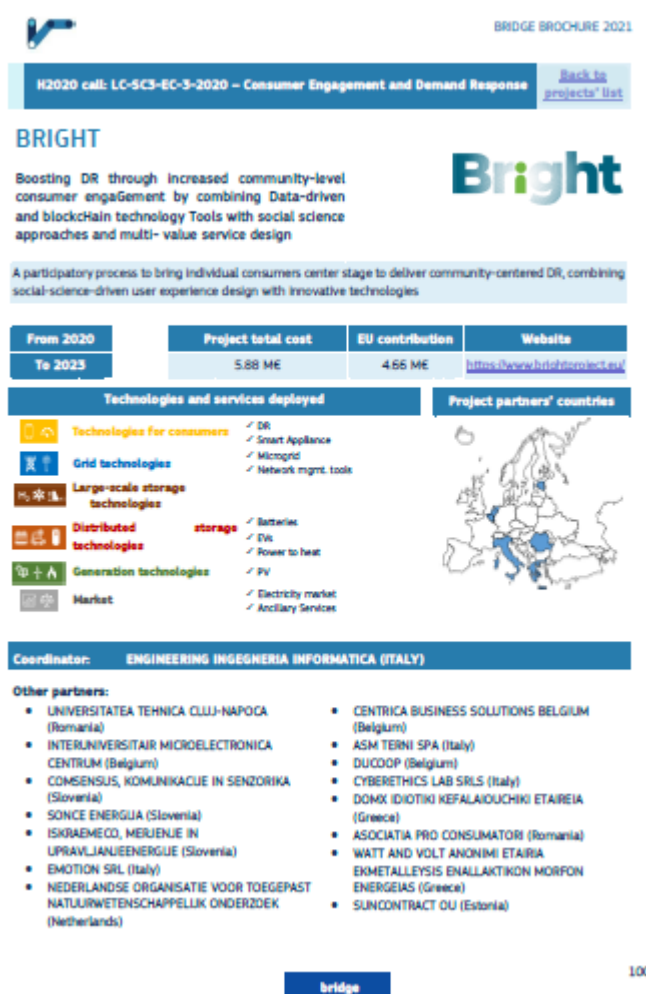 BRIDGE BROCHURE 2021
H2020 call: LC-SC3-EC-3-2020 – Consumer Engagement and Demand Response
Back to
projects' list
BRIGHT
Bright
Boosting DR through increased community-level
consumer engaGement by combining Data-driven
and blockcHain technology Tools with social science
approaches and multi- value service design
A participatory process to bring individual consumers center stage to deliver community-centered DR, combining
social-science-driven user experience design with innovative technologies
From 2020
Project total cost
EU contribution
Website
To 2023
5.88 M€
4.66 M€
https://www.brightproject.eu/
Technologies and services deployed
Project partners' countries
Technologies for consumers
✓ DR
✓ Smart Appliance
Grid technologies
✓ Microgrid
✓ Network mgmt. tools
H₂
Large-scale storage
technologies
Distributed storage
technologies
✓ Batteries
✓ EVs
✓ Power to heat
Generation technologies
✓ PV
Market
✓ Electricity market
✓ Ancillary Services
Coordinator: ENGINEERING INGEGNERIA INFORMATICA (ITALY)
Other partners:
• UNIVERSITATEA TEHNICA CLUJ-NAPOCA
(Romania)
• INTERUNIVERSITAIR MICROELECTRONICA
CENTRUM (Belgium)
• COMSENSUS, KOMUNIKACIJE IN SENZORIKA
(Slovenia)
• SONCE ENERGIJA (Slovenia)
• ISKRAEMECO, MERJENJE IN
UPRAVLJANJEENERGIJE (Slovenia)
• EMOTION SRL (Italy)
• NEDERLANDSE ORGANISATIE VOOR TOEGEPAST
NATUURWETENSCHAPPELIJK ONDERZOEK
(Netherlands)
• CENTRICA BUSINESS SOLUTIONS BELGIUM
(Belgium)
• ASM TERNI SPA (Italy)
• DUCOOP (Belgium)
• CYBERETHICS LAB SRLS (Italy)
• DOMX IDIOTIKI KEFALAIOUCHIKI ETAIREIA
(Greece)
• ASOCIATIA PRO CONSUMATORI (Romania)
• WATT AND VOLT ANONIMI ETAIRIA
EKMETALLEYSIS ENALLAKTIKON MORFON
ENERGEIAS (Greece)
• SUNCONTRACT OU (Estonia)
100
bridge